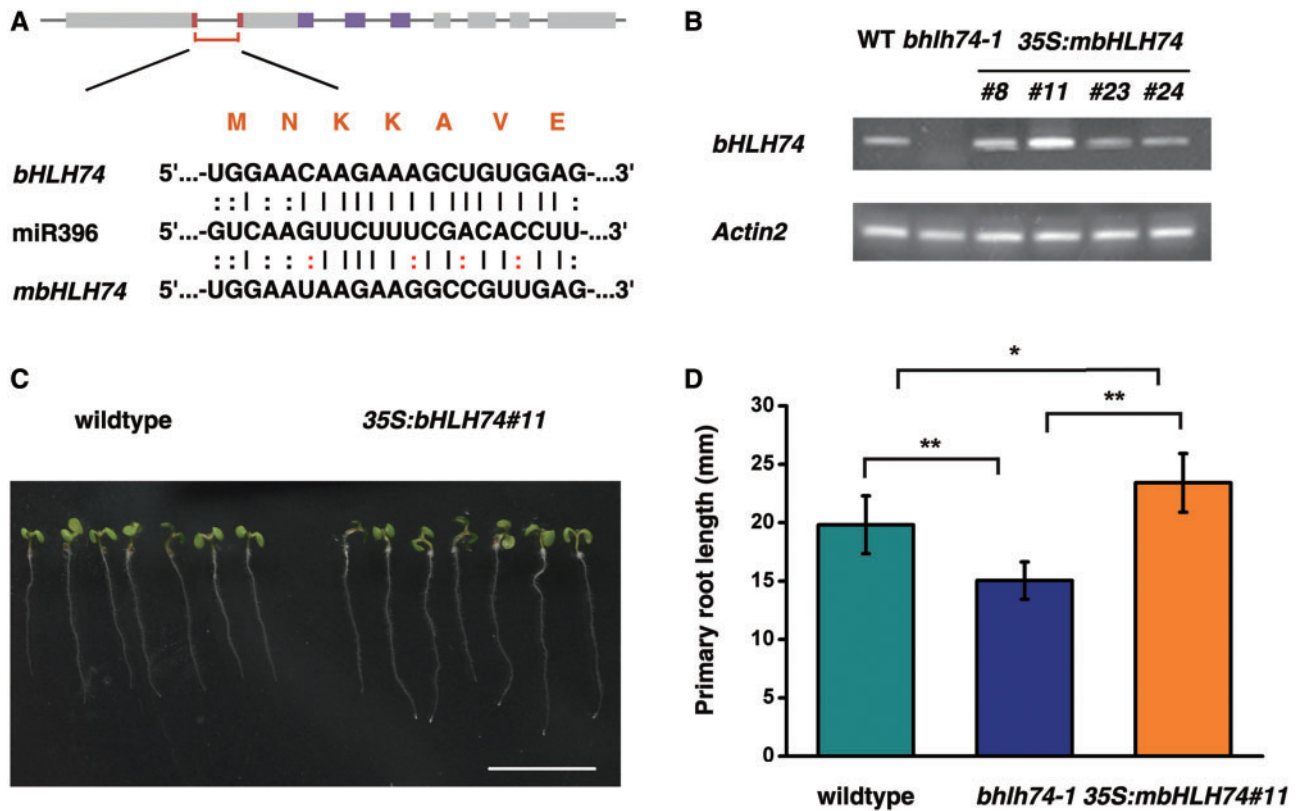 A
M N K K A V E
bHLH74 5'...-UGGAACAAGAAAGCUGUGGAG-...3'
miR396 5'...-GUCAAGUUCUUUCGACACCUU-...3'
mbHLH74 5'...-UGGAAUAAGAAGGCCGUUGAG-...3'
B
WT bhlh74-1 35S:mbHLH74
#8 #11 #23 #24
bHLH74
Actin2
C
wildtype 35S:bHLH74#11
D
*
**
**
Primary root length (mm)
30
25
20
15
10
5
0
wildtype bhlh74-1 35S:mbHLH74#11